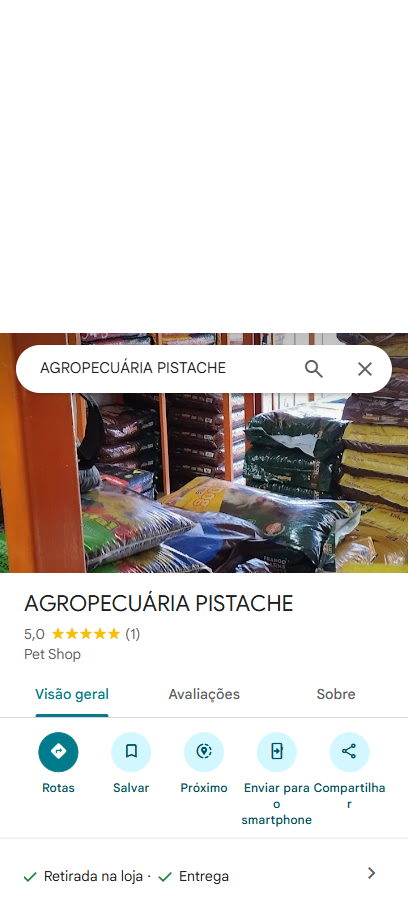 AGROPECUÁRIA PISTACHE
AGROPECUÁRIA PISTACHE
5,0 ★★★★★ (1)
Pet Shop
Visão geral Avaliações Sobre
Rotas Salvar Próximo Enviar para o smartphone Compartilhar
✓ Retirada na loja · ✓ Entrega